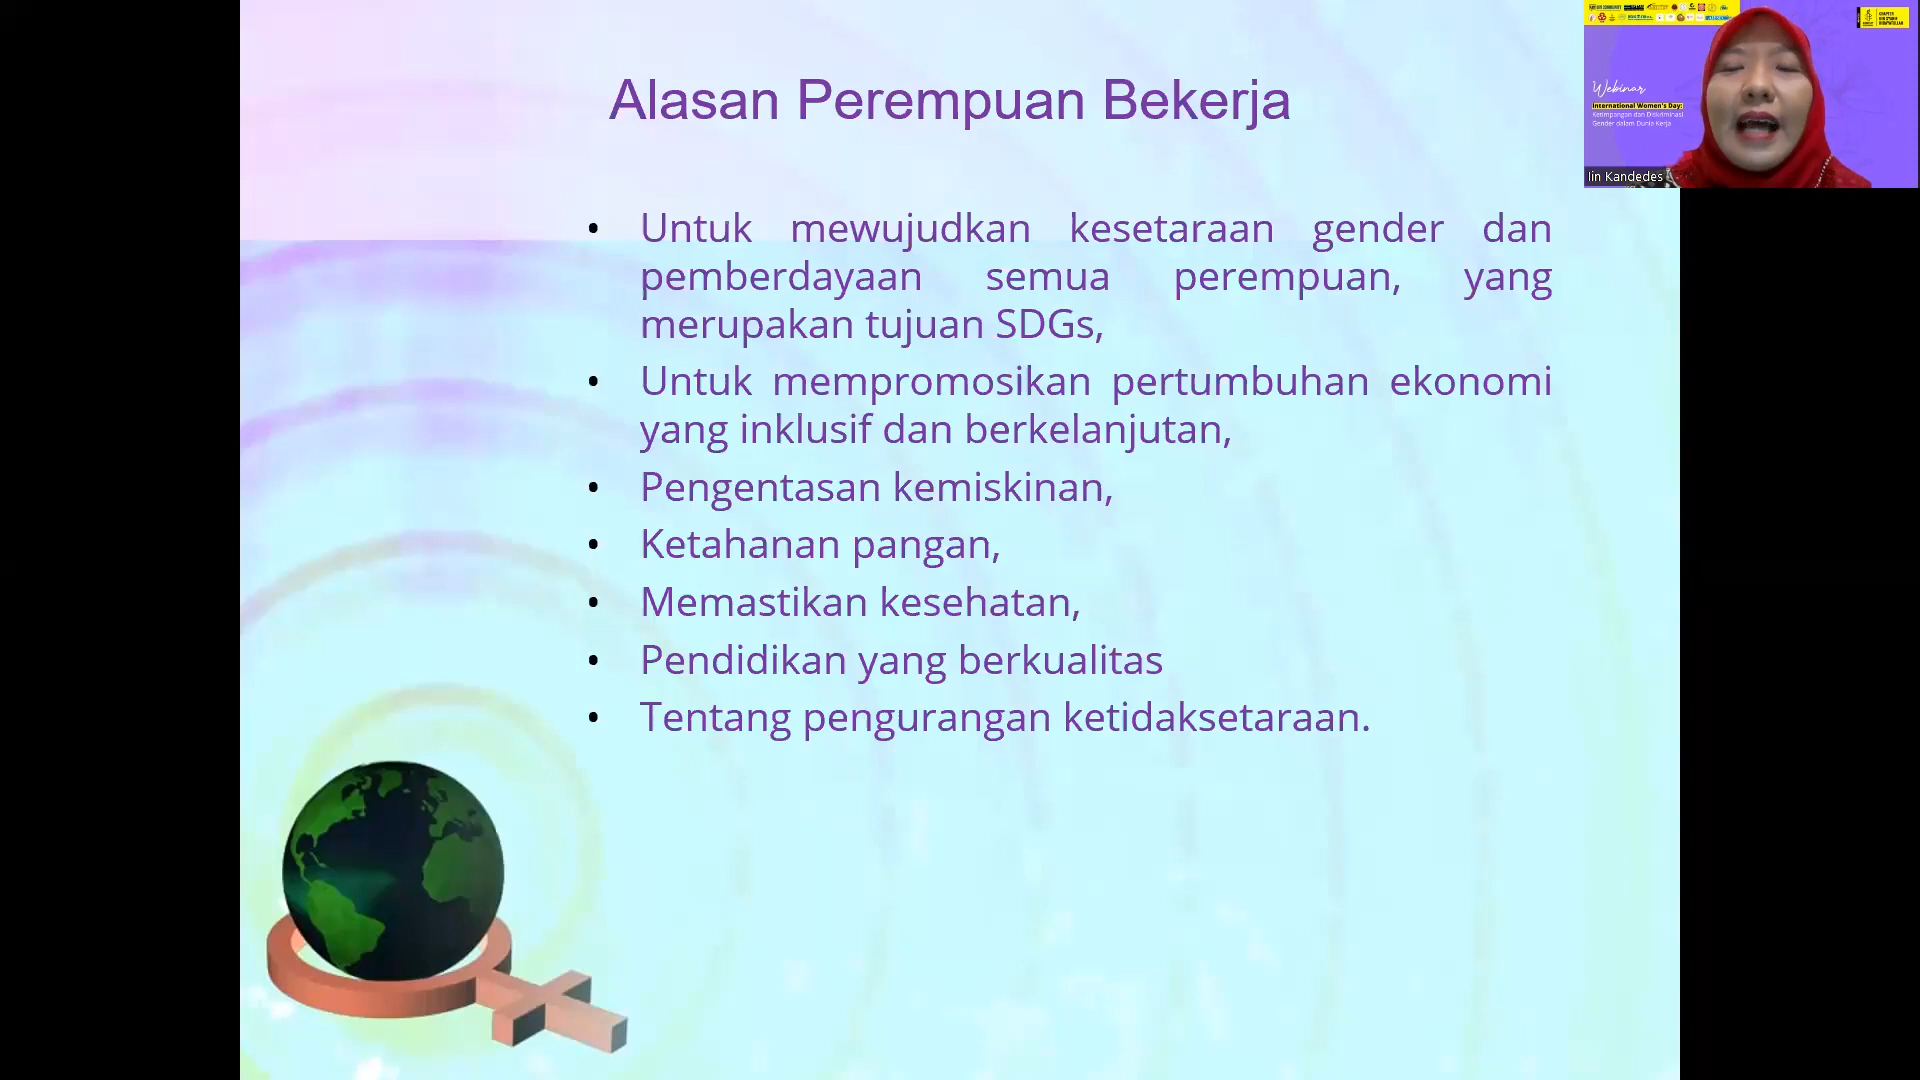 Alasan Perempuan Bekerja
• Untuk mewujudkan kesetaraan gender dan
pemberdayaan semua perempuan, yang
merupakan tujuan SDGs,
• Untuk mempromosikan pertumbuhan ekonomi
yang inklusif dan berkelanjutan,
• Pengentasan kemiskinan,
• Ketahanan pangan,
• Memastikan kesehatan,
• Pendidikan yang berkualitas
• Tentang pengurangan ketidaksetaraan.
Webinar
International Women's Day:
Ketimpangan dan Diskriminasi
Gender dalam Dunia Kerja
Iin Kandedes